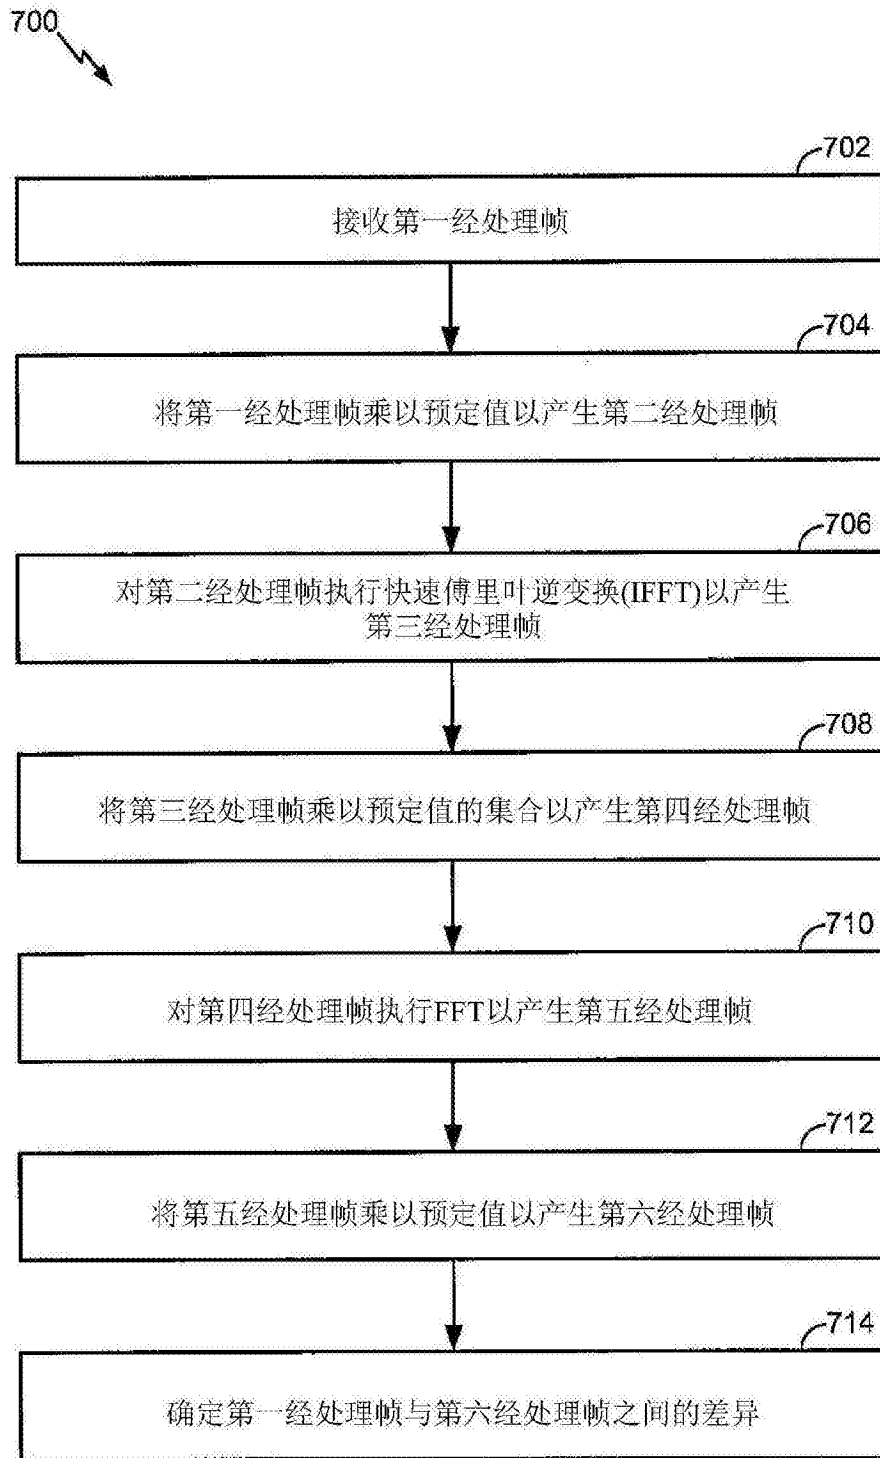 700
702
接收第一经处理帧
704
将第一经处理帧乘以预定值以产生第二经处理帧
706
对第二经处理帧执行快速傅里叶逆变换(IFFT)以产生
第三经处理帧
708
将第三经处理帧乘以预定值的集合以产生第四经处理帧
710
对第四经处理帧执行FFT以产生第五经处理帧
712
将第五经处理帧乘以预定值以产生第六经处理帧
714
确定第一经处理帧与第六经处理帧之间的差异